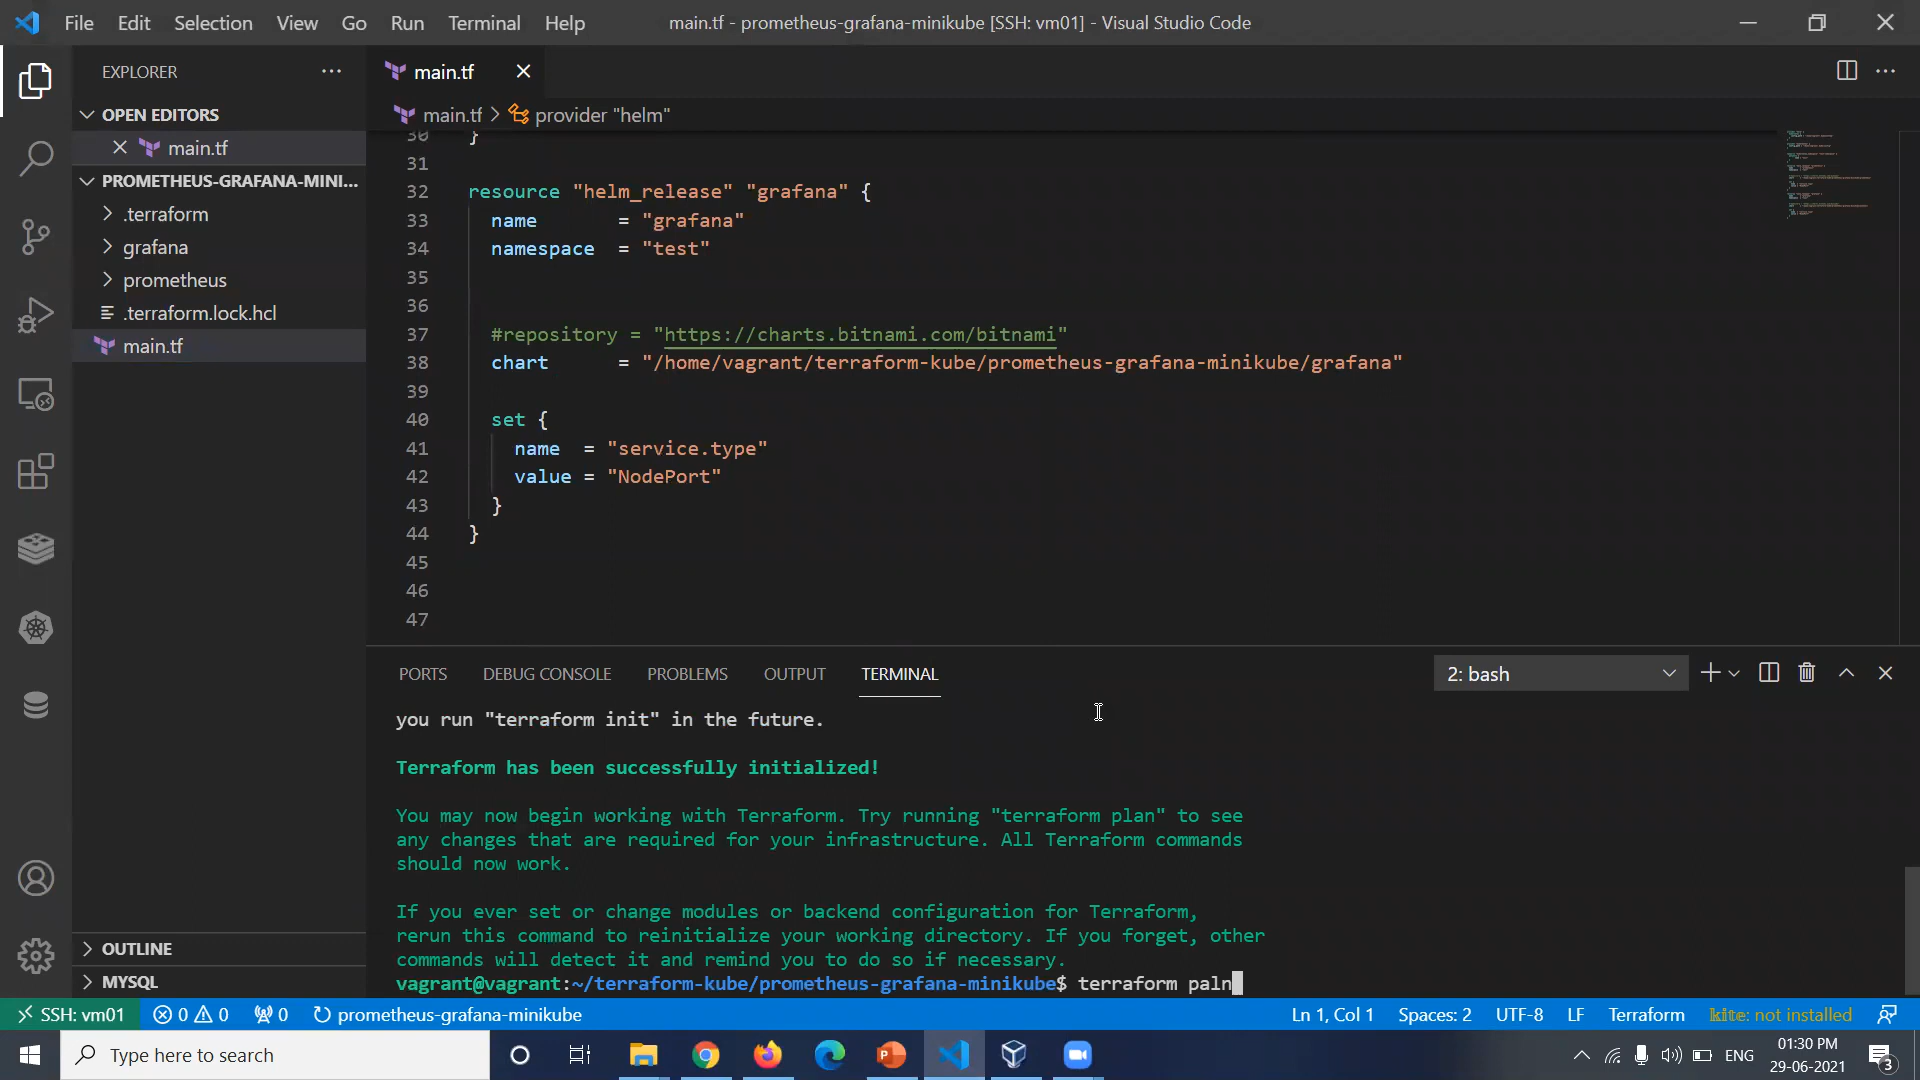 File Edit Selection View Go Run Terminal Help main.tf - prometheus-grafana-minikube [SSH: vm01] - Visual Studio Code
EXPLORER
OPEN EDITORS
main.tf
PROMETHEUS-GRAFANA-MINI...
.terraform
grafana
prometheus
.terraform.lock.hcl
main.tf
OUTLINE
MYSQL
main.tf
main.tf > provider "helm"
30 }
31
32 resource "helm_release" "grafana" {
33 name = "grafana"
34 namespace = "test"
35
36
37 #repository = "https://charts.bitnami.com/bitnami"
38 chart = "/home/vagrant/terraform-kube/prometheus-grafana-minikube/grafana"
39
40 set {
41 name = "service.type"
42 value = "NodePort"
43 }
44 }
45
46
47
PORTS DEBUG CONSOLE PROBLEMS OUTPUT TERMINAL 2: bash
you run "terraform init" in the future.
Terraform has been successfully initialized!
You may now begin working with Terraform. Try running "terraform plan" to see
any changes that are required for your infrastructure. All Terraform commands
should now work.
If you ever set or change modules or backend configuration for Terraform,
rerun this command to reinitialize your working directory. If you forget, other
commands will detect it and remind you to do so if necessary.
vagrant@vagrant:~/terraform-kube/prometheus-grafana-minikube$ terraform paln
SSH: vm01 0 0 0 prometheus-grafana-minikube Ln 1, Col 1 Spaces: 2 UTF-8 LF Terraform kite: not installed
Type here to search ENG 01:30 PM
29-06-2021
3